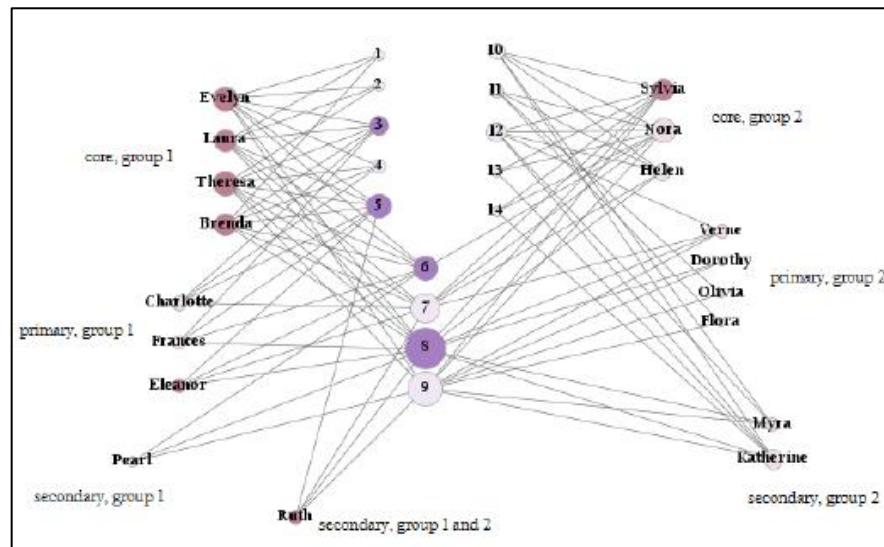 1
2
3
4
5
6
7
8
9
10
11
12
13
14
Evelyn
Laura
Theresa
Brenda
core, group 1
Charlotte
Frances
Eleanor
primary, group 1
Pearl
secondary, group 1
Ruth
secondary, group 1 and 2
Sylvia
Nora
Helen
core, group 2
Verne
Dorothy
Olivia
Flora
primary, group 2
Myra
Katherine
secondary, group 2